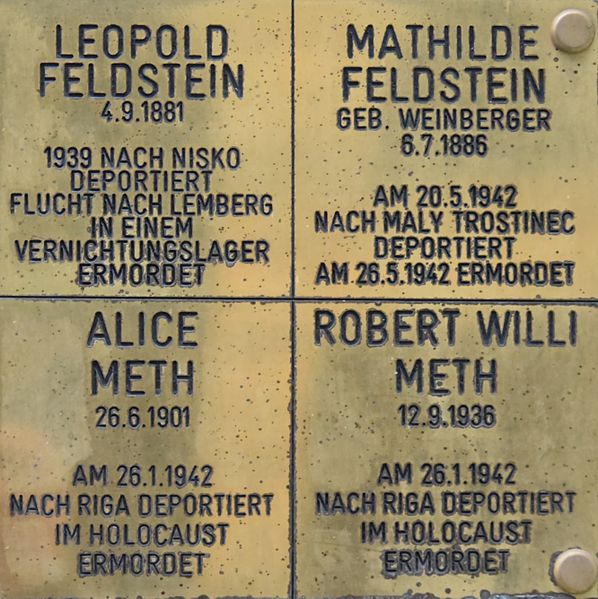 LEOPOLD
FELDSTEIN
4.9.1881
1939 NACH NISKO
DEPORTIERT
FLUCHT NACH LEMBERG
IN EINEM
VERNICHTUNGSLAGER
ERMORDET
MATHILDE
FELDSTEIN
GEB. WEINBERGER
6.7.1886
AM 20.5.1942
NACH MALY TROSTINEC
DEPORTIERT
AM 26.5.1942 ERMORDET
ALICE
METH
26.6.1901
AM 26.1.1942
NACH RIGA DEPORTIERT
IM HOLOCAUST
ERMORDET
ROBERT WILLI
METH
12.9.1936
AM 26.1.1942
NACH RIGA DEPORTIERT
IM HOLOCAUST
ERMORDET